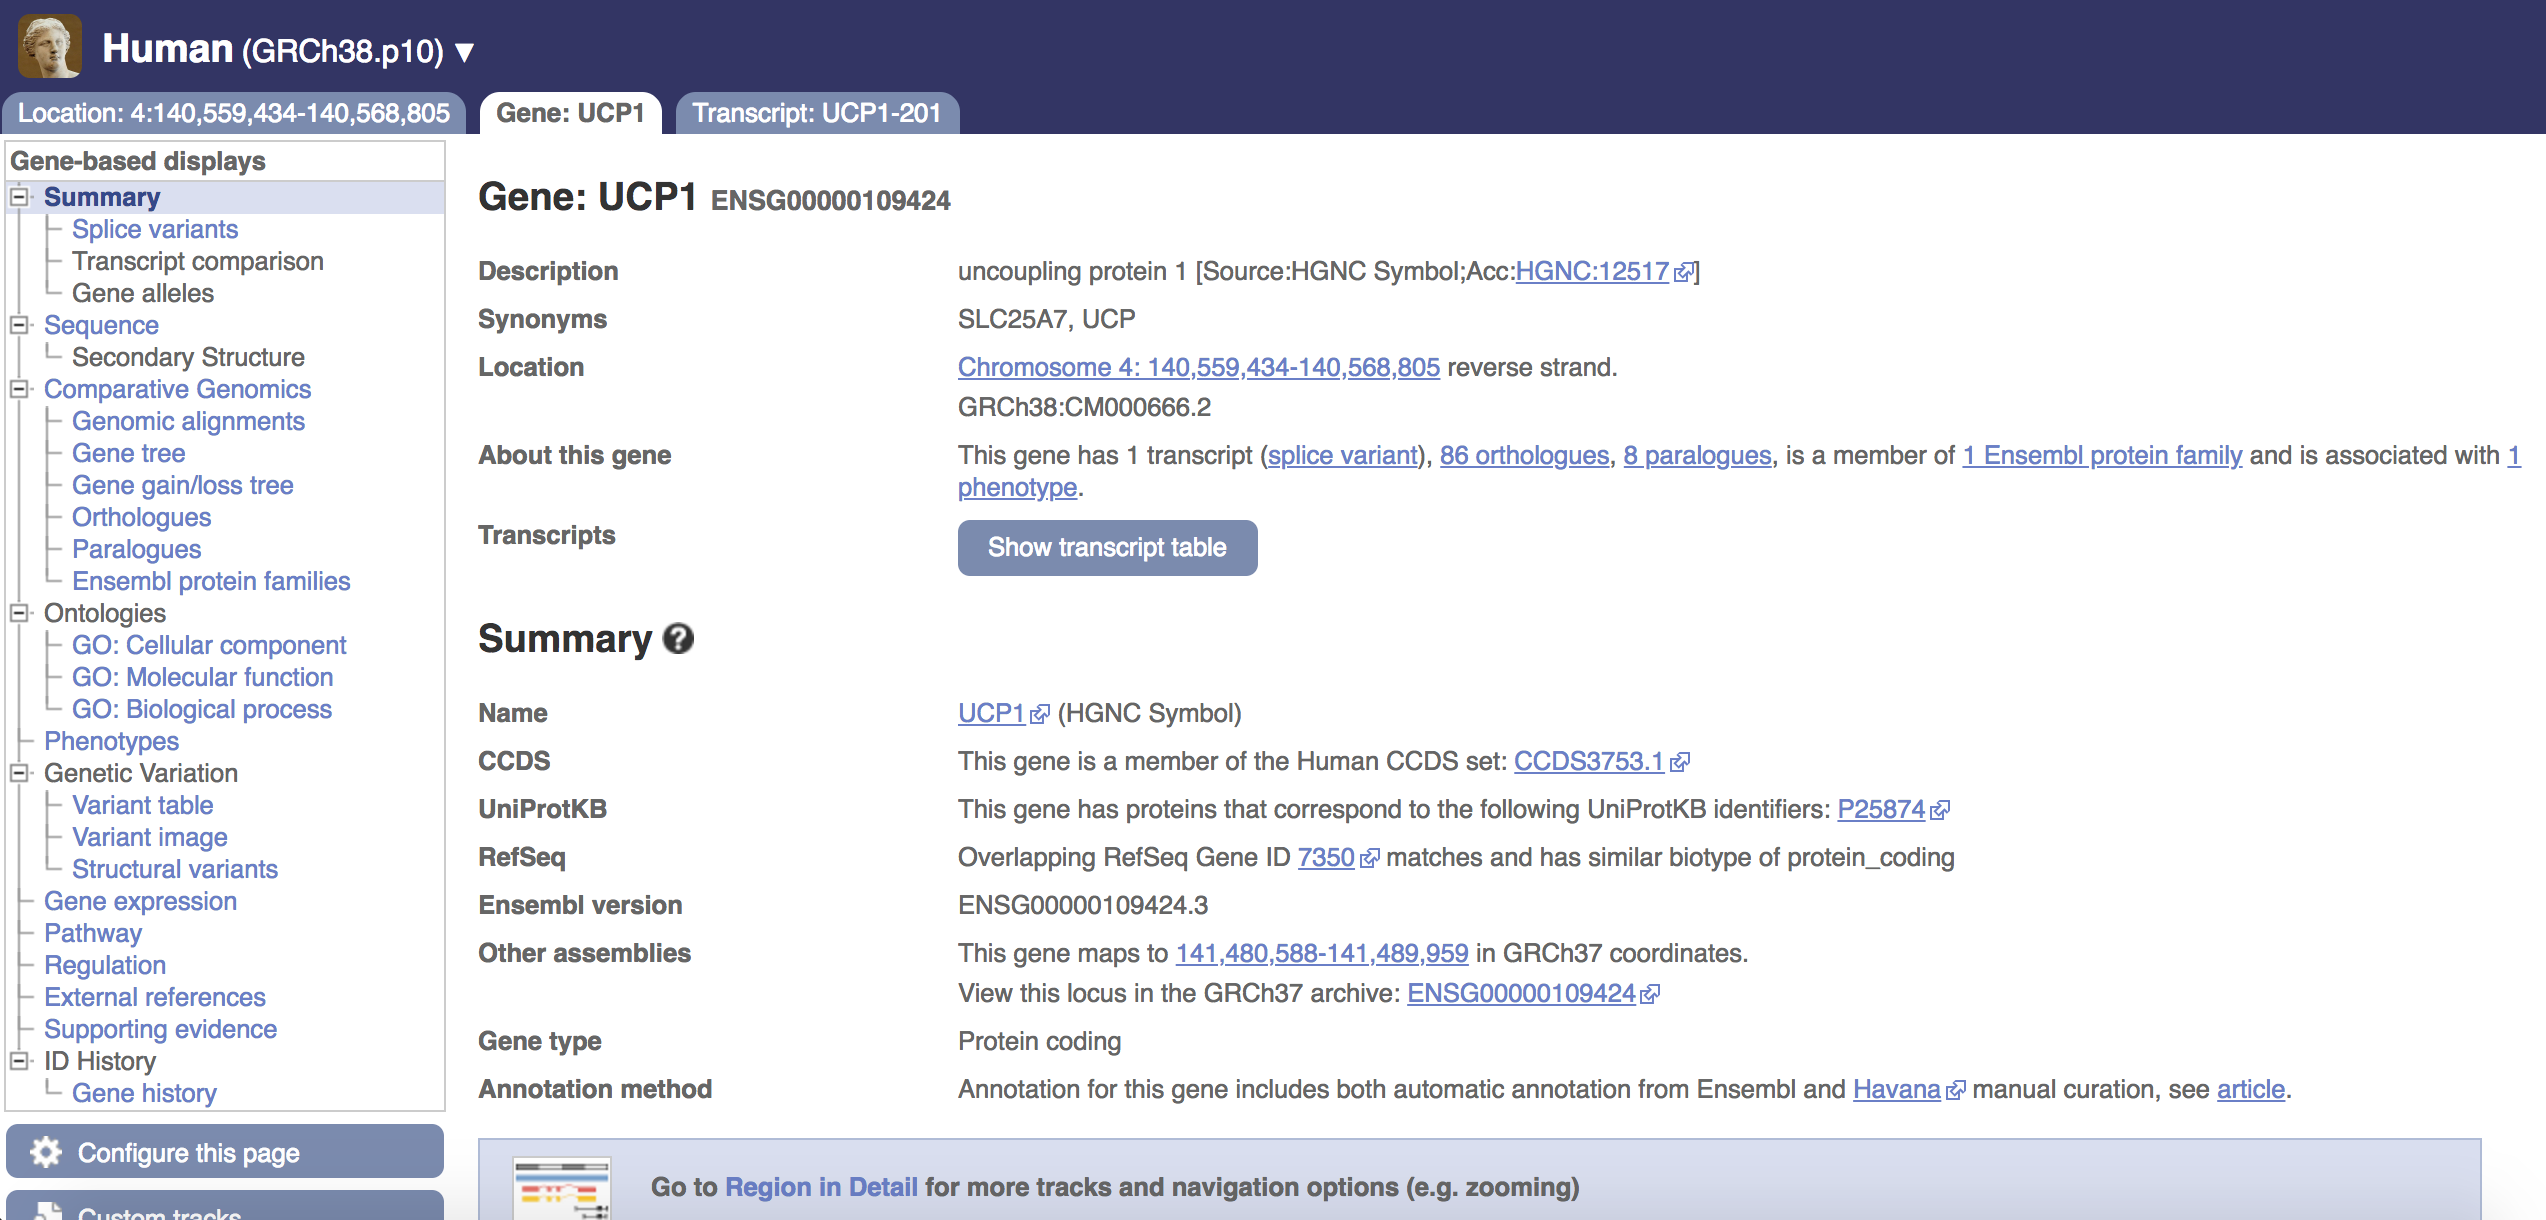 Human (GRCh38.p10) ▼
Location: 4:140,559,434-140,568,805
Gene: UCP1
Transcript: UCP1-201
Gene-based displays
Summary
Splice variants
Transcript comparison
Gene alleles
Sequence
Secondary Structure
Comparative Genomics
Genomic alignments
Gene tree
Gene gain/loss tree
Orthologues
Paralogues
Ensembl protein families
Ontologies
GO: Cellular component
GO: Molecular function
GO: Biological process
Phenotypes
Genetic Variation
Variant table
Variant image
Structural variants
Gene expression
Pathway
Regulation
External references
Supporting evidence
ID History
Gene history
Configure this page
Custom tracks
Gene: UCP1 ENSG00000109424
Description uncoupling protein 1 [Source:HGNC Symbol;Acc:HGNC:12517]
Synonyms SLC25A7, UCP
Location Chromosome 4: 140,559,434-140,568,805 reverse strand.
GRCh38:CM000666.2
About this gene This gene has 1 transcript (splice variant), 86 orthologues, 8 paralogues, is a member of 1 Ensembl protein family and is associated with 1
phenotype.
Transcripts Show transcript table
Summary ?
Name UCP1 (HGNC Symbol)
CCDS This gene is a member of the Human CCDS set: CCDS3753.1
UniProtKB This gene has proteins that correspond to the following UniProtKB identifiers: P25874
RefSeq Overlapping RefSeq Gene ID 7350 matches and has similar biotype of protein_coding
Ensembl version ENSG00000109424.3
Other assemblies This gene maps to 141,480,588-141,489,959 in GRCh37 coordinates.
View this locus in the GRCh37 archive: ENSG00000109424
Gene type Protein coding
Annotation method Annotation for this gene includes both automatic annotation from Ensembl and Havana manual curation, see article.
Go to Region in Detail for more tracks and navigation options (e.g. zooming)